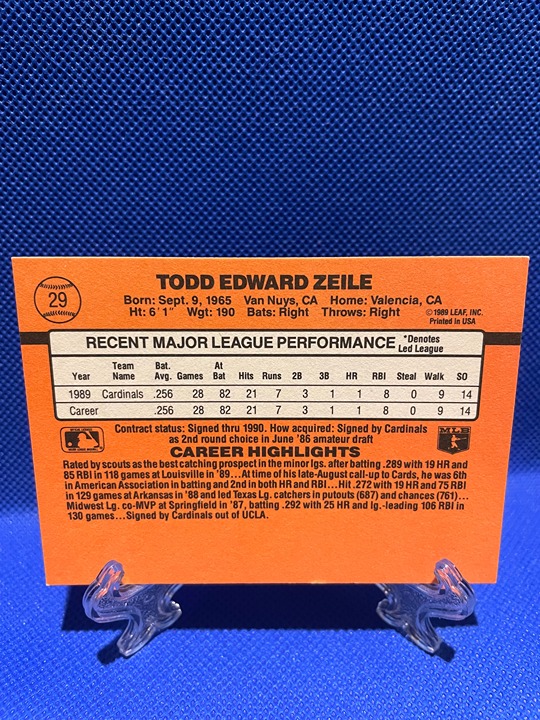 29
TODD EDWARD ZEILE
Born: Sept. 9, 1965 Van Nuys, CA Home: Valencia, CA
Ht: 6'1" Wgt: 190 Bats: Right Throws: Right
©1989 LEAF, INC.
Printed in USA
RECENT MAJOR LEAGUE PERFORMANCE *Denotes Led League
Year Team Name Bat. Avg. Games At Bat Hits Runs 2B 3B HR RBI Steal Walk SO
1989 Cardinals .256 28 82 21 7 3 1 1 8 0 9 14
Career .256 28 82 21 7 3 1 1 8 0 9 14
Contract status: Signed thru 1990. How acquired: Signed by Cardinals
as 2nd round choice in June '86 amateur draft
MLB
CAREER HIGHLIGHTS
Rated by scouts as the best catching prospect in the minor lgs. after batting .289 with 19 HR and
85 RBI in 118 games at Louisville in '89...At time of his late-August call-up to Cards, he was 6th
in American Association in batting and 2nd in both HR and RBI...Hit .272 with 19 HR and 75 RBI
in 129 games at Arkansas in '88 and led Texas Lg. catchers in putouts (687) and chances (761)...
Midwest Lg. co-MVP at Springfield in '87, batting .292 with 25 HR and lg.-leading 106 RBI in
130 games...Signed by Cardinals out of UCLA.